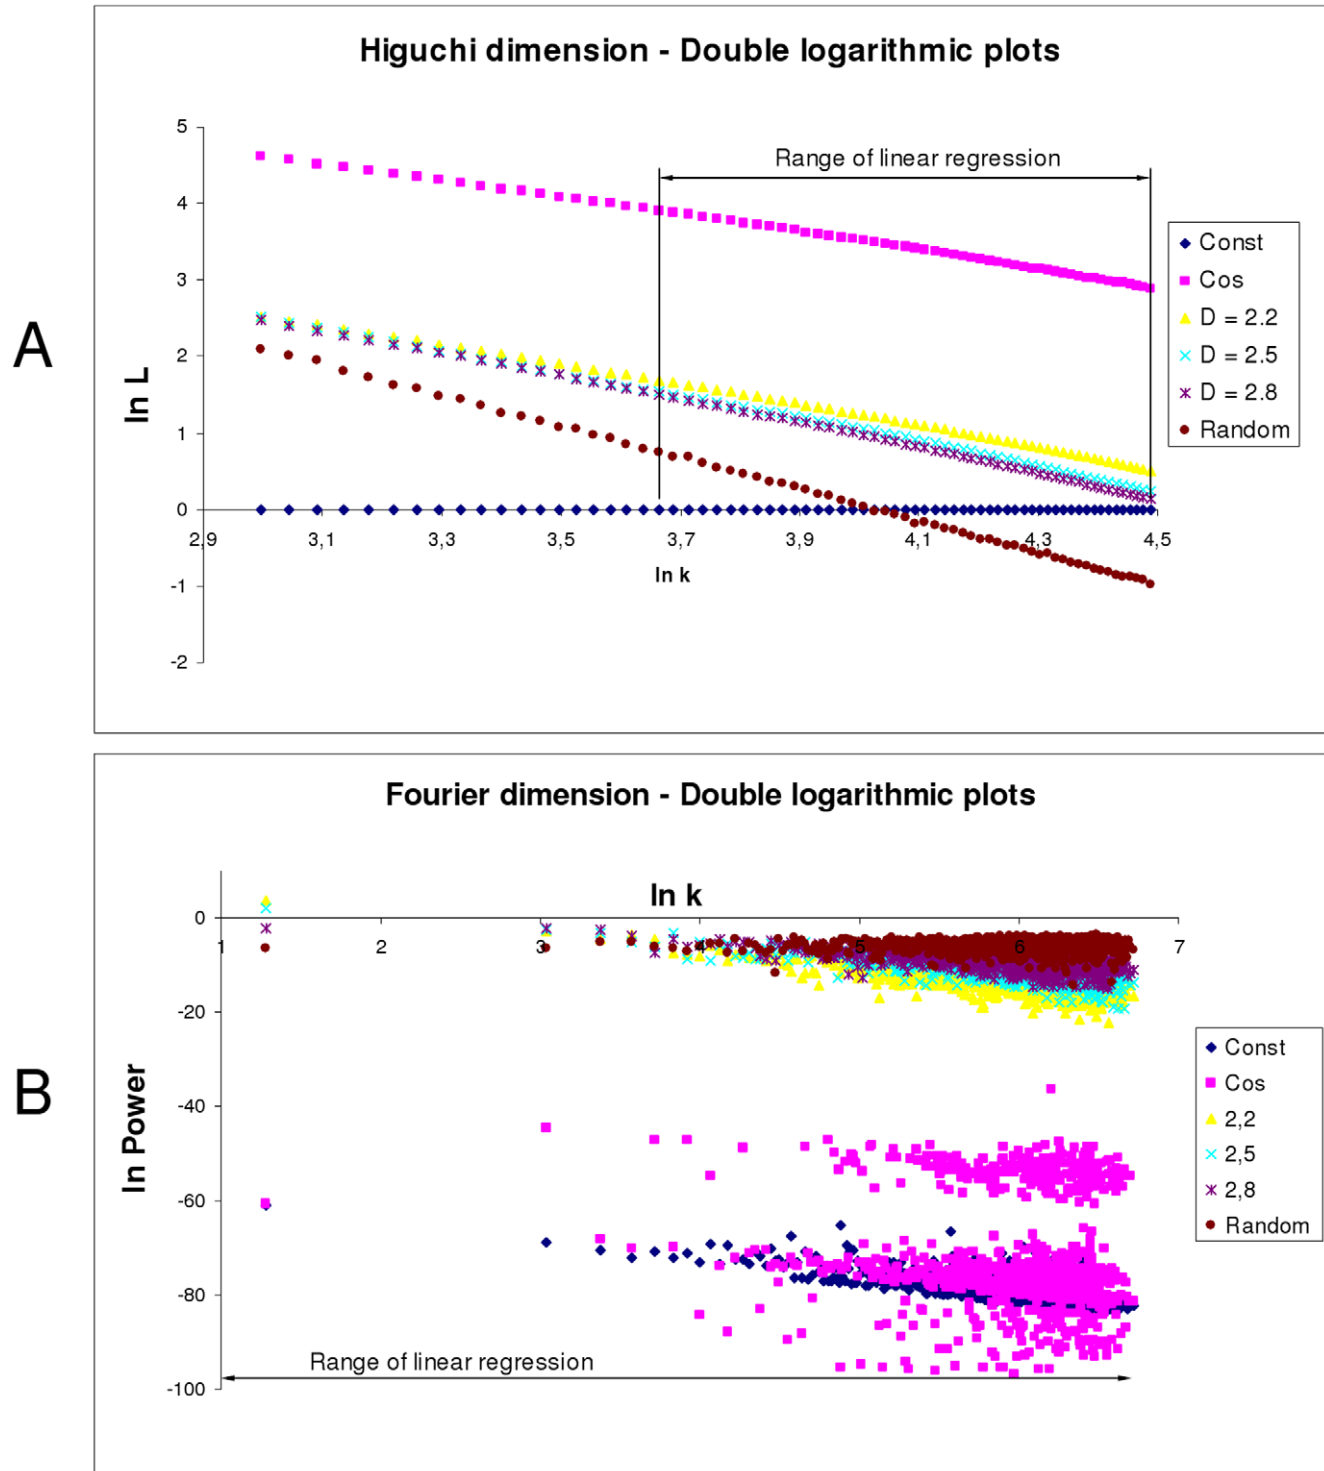 A
Higuchi dimension - Double logarithmic plots
Range of linear regression
ln L
5
4
3
2
1
0
-1
-2
2,9
3,1
3,3
3,5
3,7
3,9
4,1
4,3
4,5
ln k
Const
Cos
D = 2.2
D = 2.5
D = 2.8
Random
B
Fourier dimension - Double logarithmic plots
ln k
ln Power
0
-20
-40
-60
-80
-100
1
2
3
4
5
6
7
Range of linear regression
Const
Cos
2,2
2,5
2,8
Random